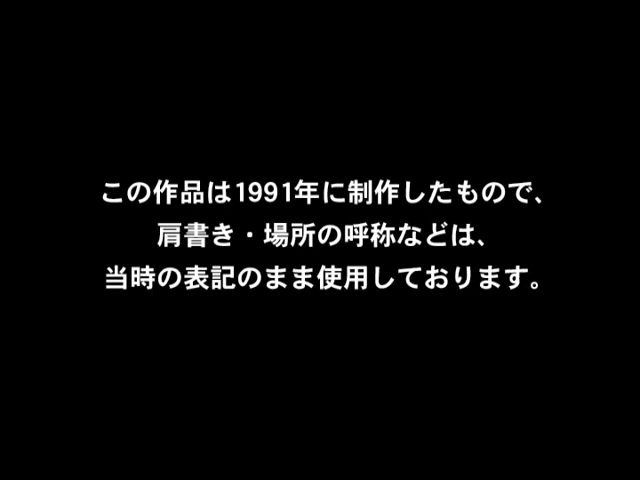 この作品は1991年に制作したもので、
肩書き・場所の呼称などは、
当時の表記のまま使用しております。